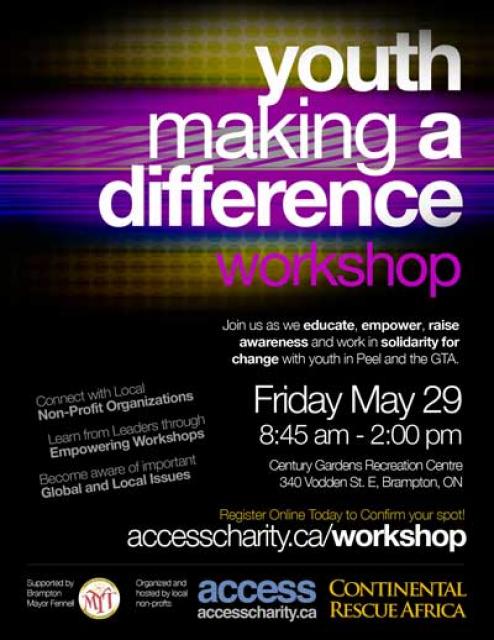 youth
making a
difference
workshop
Join us as we educate, empower, raise
awareness and work in solidarity for
change with youth in Peel and the GTA.
Connect with Local
Non-Profit Organizations
Learn from Leaders through
Empowering Workshops
Become aware of important
Global and Local Issues
Friday May 29
8:45 am - 2:00 pm
Century Gardens Recreation Centre
340 Vodden St. E, Brampton, ON
Register Online Today to Confirm your spot!
accesscharity.ca/workshop
Supported by
Brampton
Mayor Fennell
MYT
Organized and
hosted by local
non-profits
access
accesscharity.ca
CONTINENTAL
RESCUE AFRICA